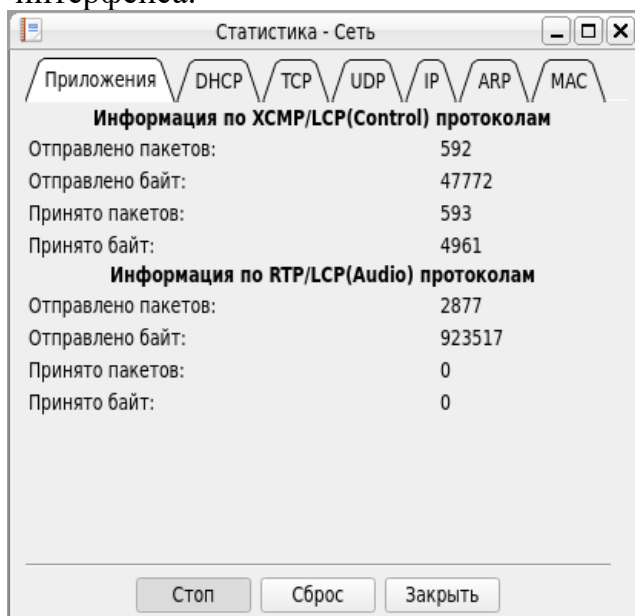 интерфейса.
Статистика - Сеть
Приложения DHCP TCP UDP IP ARP MAC
Информация по XCMP/LCP(Control) протоколам
Отправлено пакетов: 592
Отправлено байт: 47772
Принято пакетов: 593
Принято байт: 4961
Информация по RTP/LCP(Audio) протоколам
Отправлено пакетов: 2877
Отправлено байт: 923517
Принято пакетов: 0
Принято байт: 0
Стоп Сброс Закрыть